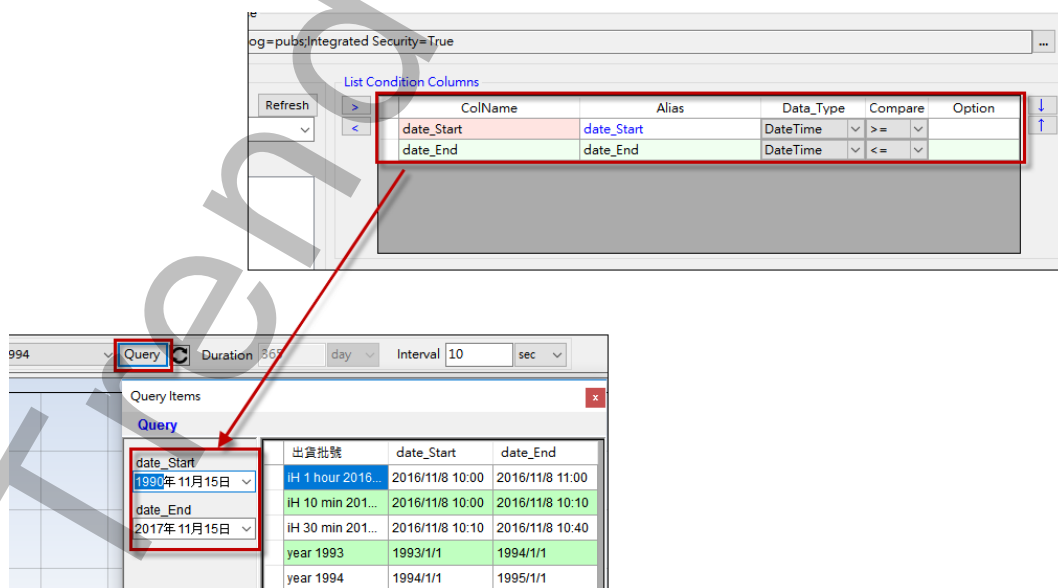 og=pubs;Integrated Security=True
...
List Condition Columns
Refresh
>
<
ColName Alias Data_Type Compare Option
date_Start date_Start DateTime >=
date_End date_End DateTime <=
↓
↑
994 Query Duration 365 day Interval 10 sec
Query Items
x
Query
date_Start
1990年11月15日
date_End
2017年11月15日
出貨批號 date_Start date_End
iH 1 hour 2016... 2016/11/8 10:00 2016/11/8 11:00
iH 10 min 201... 2016/11/8 10:00 2016/11/8 10:10
iH 30 min 201... 2016/11/8 10:10 2016/11/8 10:40
year 1993 1993/1/1 1994/1/1
year 1994 1994/1/1 1995/1/1
Trend